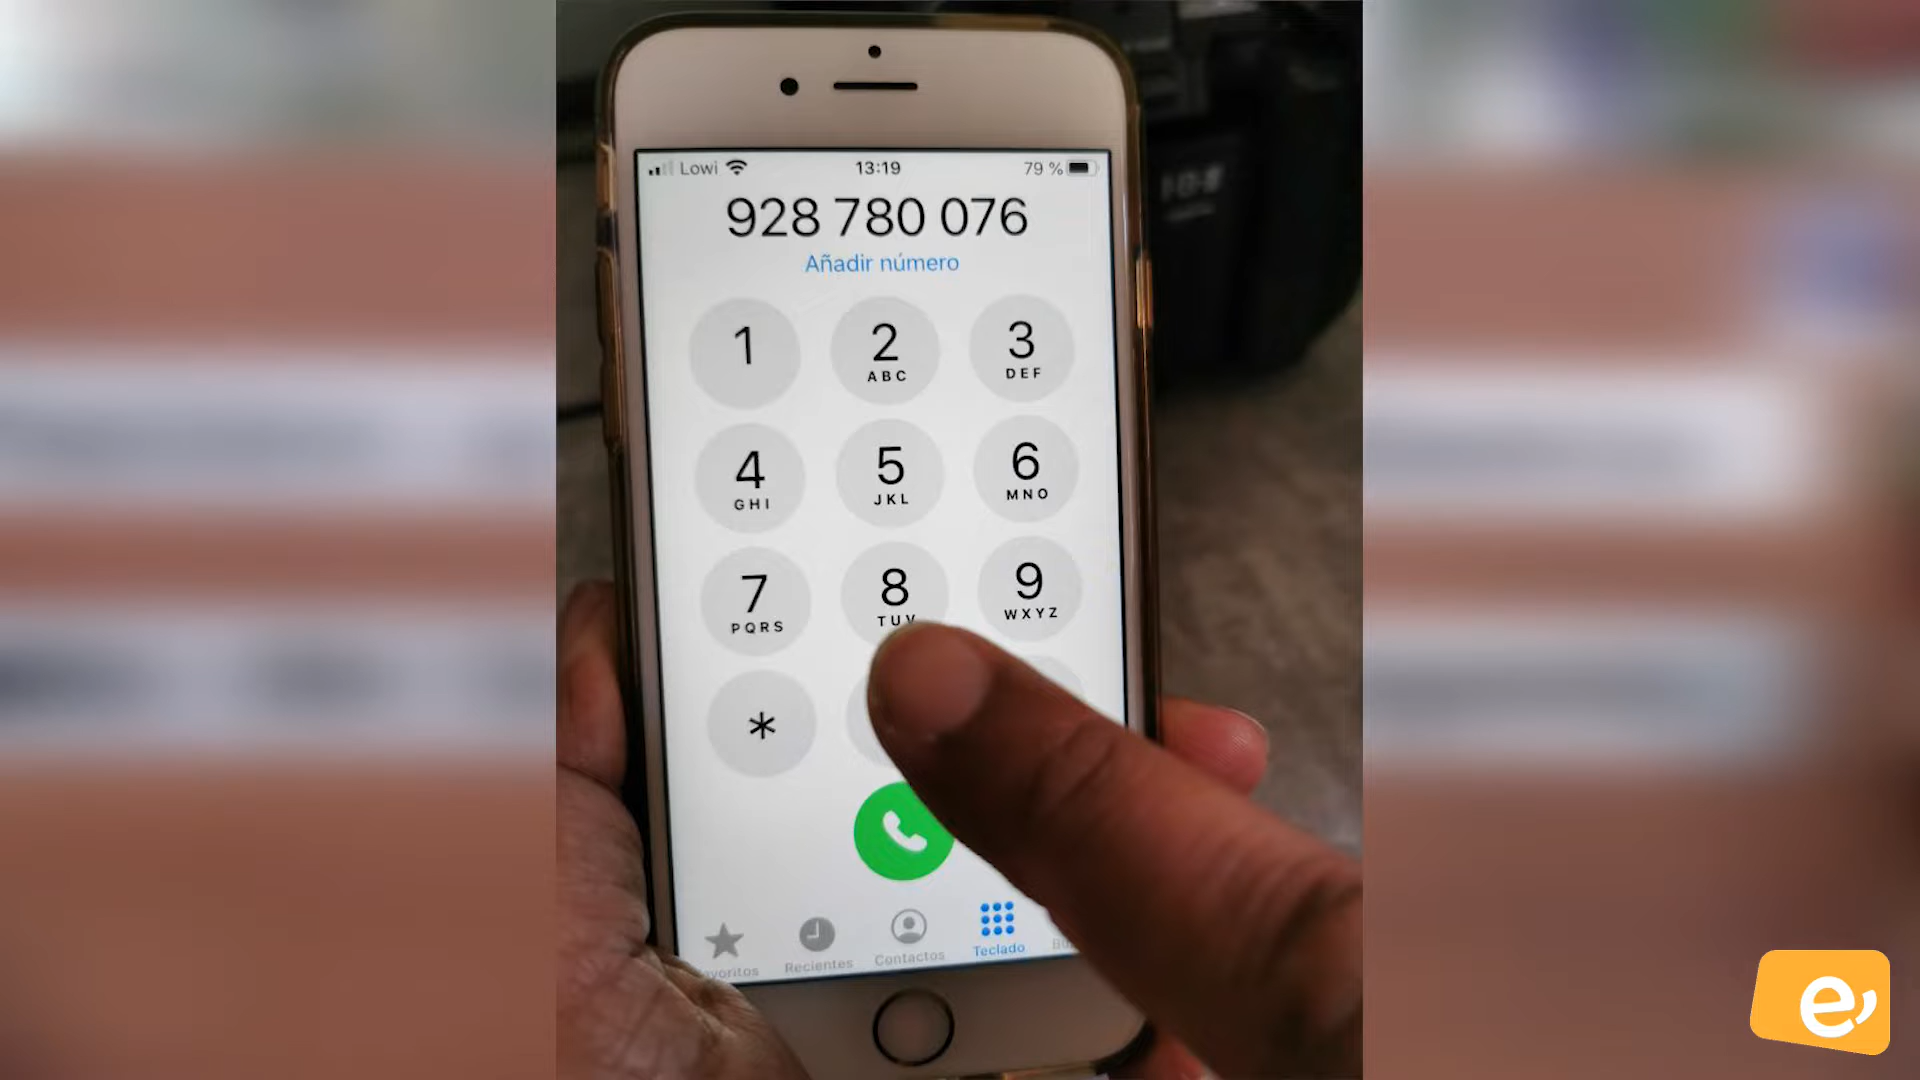 Lowi 13:19 79 %
928 780 076
Añadir número
1 2 3
ABC DEF
4 5 6
GHI JKL MNO
7 8 9
PQRS TUV WXYZ
*
Recientes Contactos Teclado
e